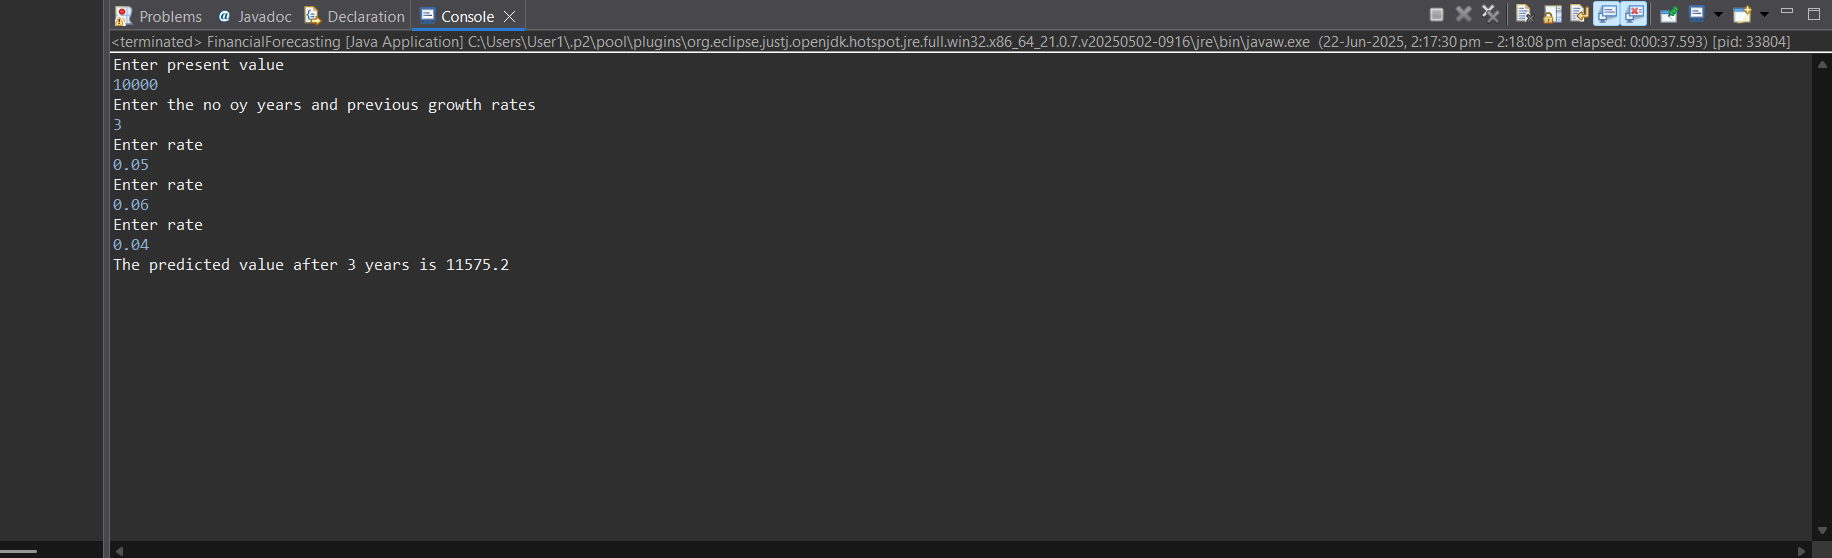 Problems @ Javadoc Declaration Console
<terminated> FinancialForecasting [Java Application] C:\Users\User1\.p2\pool\plugins\org.eclipse.justj.openjdk.hotspot.jre.full.win32.x86_64_21.0.7.v20250502-0916\jre\bin\javaw.exe (22-Jun-2025, 2:17:30 pm – 2:18:08 pm elapsed: 0:00:37.593) [pid: 33804]
Enter present value
10000
Enter the no oy years and previous growth rates
3
Enter rate
0.05
Enter rate
0.06
Enter rate
0.04
The predicted value after 3 years is 11575.2